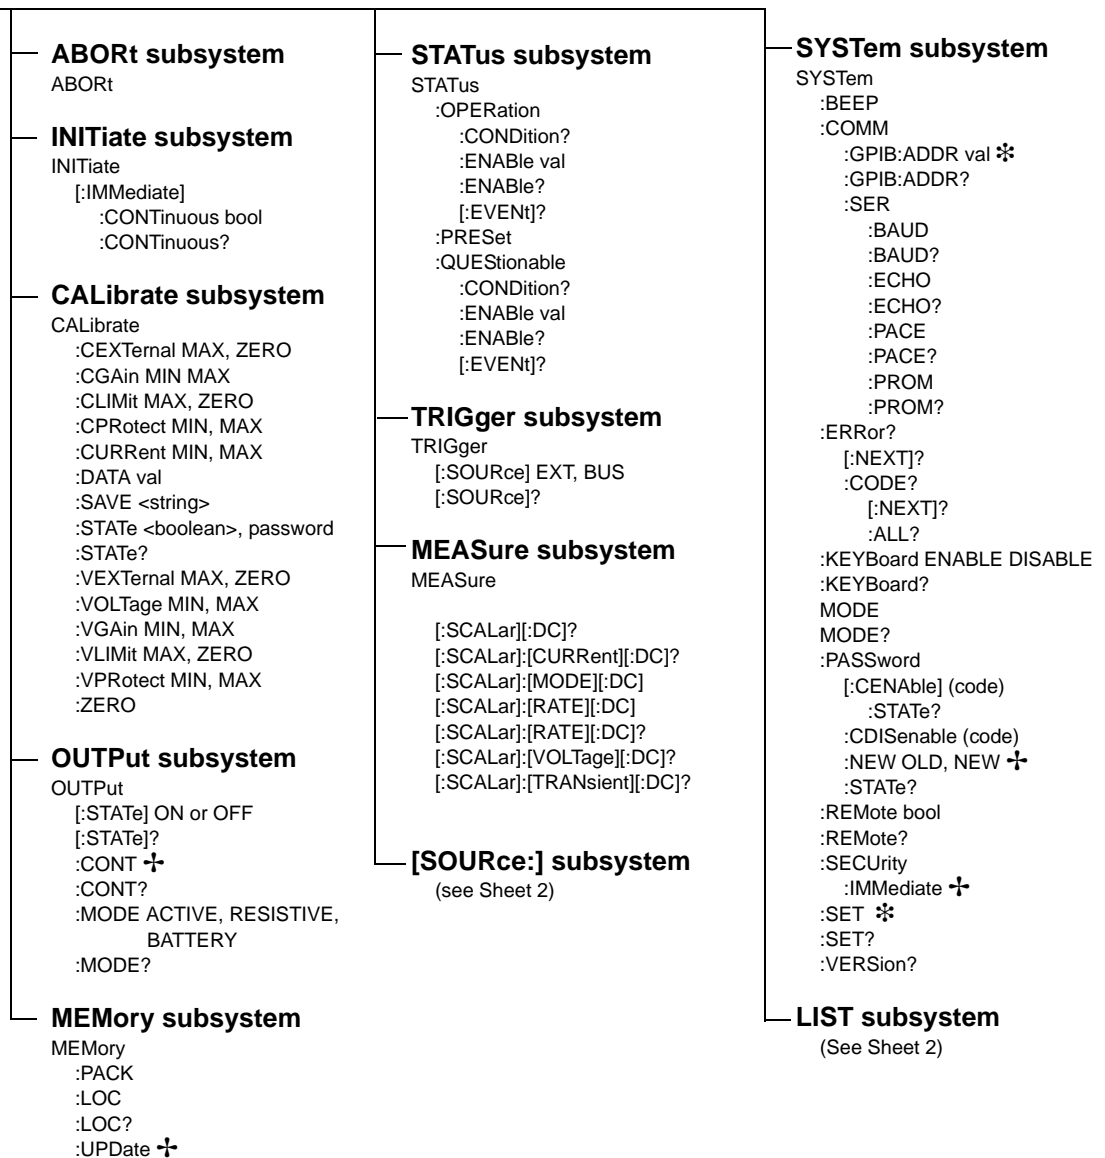 ABORt subsystem
ABORt
INITiate subsystem
INITiate
[:IMMediate]
:CONTinuous bool
:CONTinuous?
CALibrate subsystem
CALibrate
:CEXTernal MAX, ZERO
:CGAin MIN MAX
:CLIMit MAX, ZERO
:CPRotect MIN, MAX
:CURRent MIN, MAX
:DATA val
:SAVE <string>
:STATe <boolean>, password
:STATe?
:VEXTernal MAX, ZERO
:VOLTage MIN, MAX
:VGAin MIN, MAX
:VLIMit MAX, ZERO
:VPRotect MIN, MAX
:ZERO
OUTPut subsystem
OUTPut
[:STATe] ON or OFF
[:STATe]?
:CONT ✢
:CONT?
:MODE ACTIVE, RESISTIVE,
BATTERY
:MODE?
MEMory subsystem
MEMory
:PACK
:LOC
:LOC?
:UPDate ✢
STATus subsystem
STATus
:OPERation
:CONDition?
:ENABle val
:ENABle?
[:EVENt]?
:PRESet
:QUEStionable
:CONDition?
:ENABle val
:ENABle?
[:EVENt]?
TRIGger subsystem
TRIGger
[:SOURce] EXT, BUS
[:SOURce]?
MEASure subsystem
MEASure
[:SCALar][:DC]?
[:SCALar]:[CURRent][:DC]?
[:SCALar]:[MODE][:DC]
[:SCALar]:[RATE][:DC]
[:SCALar]:[RATE][:DC]?
[:SCALar]:[VOLTage][:DC]?
[:SCALar]:[TRANsient][:DC]?
[SOURce:] subsystem
(see Sheet 2)
SYSTem subsystem
SYSTem
:BEEP
:COMM
:GPIB:ADDR val ❇
:GPIB:ADDR?
:SER
:BAUD
:BAUD?
:ECHO
:ECHO?
:PACE
:PACE?
:PROM
:PROM?
:ERRor?
[:NEXT]?
:CODE?
[:NEXT]?
:ALL?
:KEYBoard ENABLE DISABLE
:KEYBoard?
MODE
MODE?
:PASSword
[:CENAble] (code)
:STATe?
:CDISenable (code)
:NEW OLD, NEW ✢
:STATe?
:REMote bool
:REMote?
:SECUrity
:IMMediate ✢
:SET ❇
:SET?
:VERSion?
LIST subsystem
(See Sheet 2)